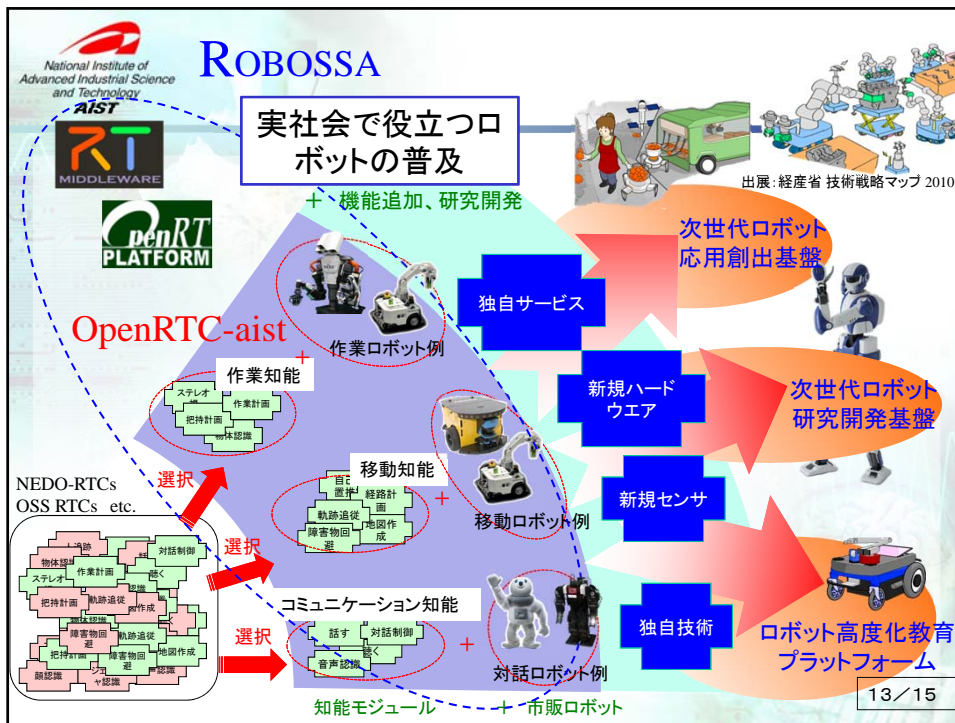 National Institute of
Advanced Industrial Science
and Technology
AIST
ROBOSSA
RT
MIDDLEWARE
OpenRT
PLATFORM
実社会で役立つロ
ボットの普及
出展：経産省 技術戦略マップ 2010
＋ 機能追加、研究開発
次世代ロボット
応用創出基盤
独自サービス
OpenRTC-aist
＋
作業ロボット例
作業知能
ステレオ
作業計画
把持計画
物体認識
新規ハード
ウエア
次世代ロボット
研究開発基盤
選択
移動知能
経路計
画
軌跡追従
地図作
成
障害物回
避
＋
移動ロボット例
新規センサ
NEDO-RTCs
OSS RTCs etc.
対話制御
物体認
ステレオ
作業計画
聴く
把持計画
軌跡追従
図作成
障害物回
避
軌跡追従
把持計画
障害物回
避
地図作成
顔認識
ャ認識
選択
コミュニケーション知能
話す
対話制御
聴く
音声認識
＋
対話ロボット例
独自技術
選択
ロボット高度化教育
プラットフォーム
知能モジュール ＋ 市販ロボット
13／15